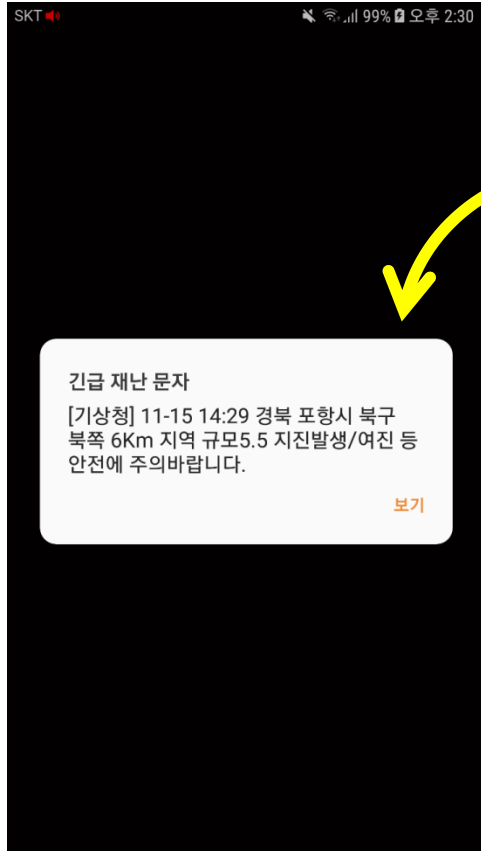 SKT 99% 오후 2:30
긴급 재난 문자
[기상청] 11-15 14:29 경북 포항시 북구
북쪽 6Km 지역 규모5.5 지진발생/여진 등
안전에 주의바랍니다.
보기